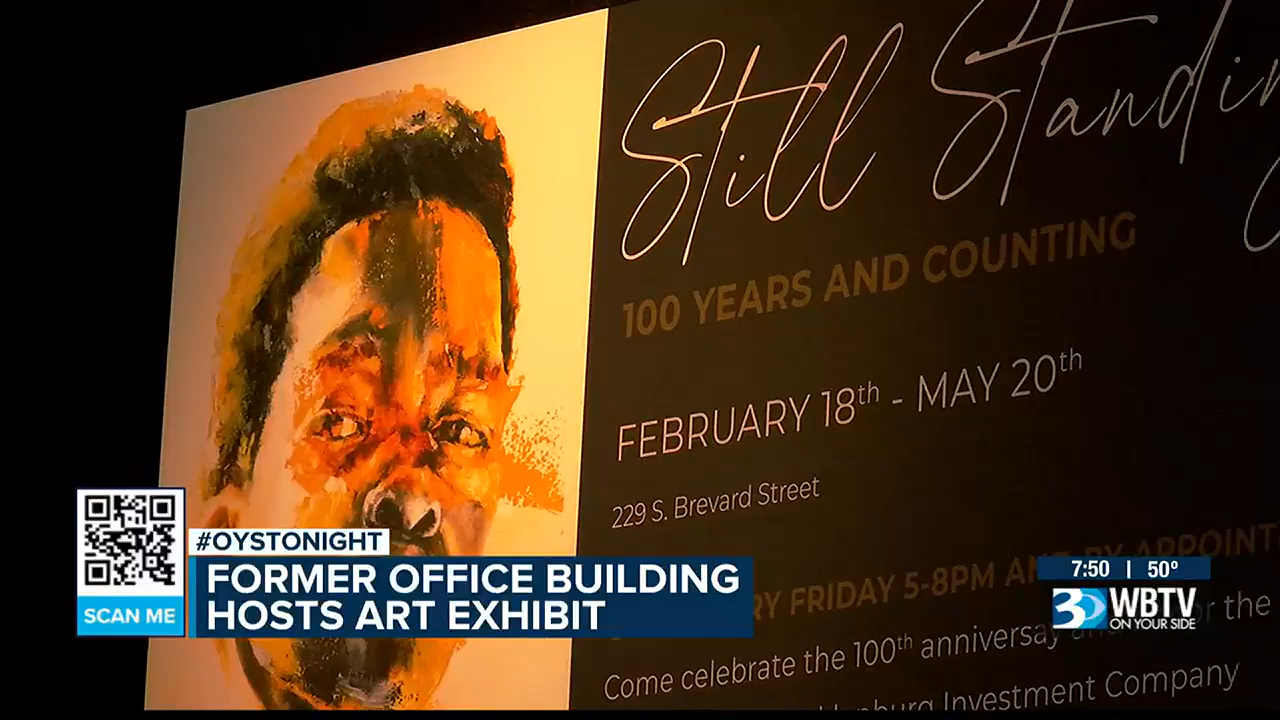 Still Standin
100 YEARS AND COUNTING
FEBRUARY 18th - MAY 20th
229 S. Brevard Street
FRIDAY 5-8PM AND BY APPOINT
Come celebrate the 100th anniversay the
Investment Company
SCAN ME
#OYSTONIGHT
FORMER OFFICE BUILDING
HOSTS ART EXHIBIT
7:50 | 50°
3 WBTV
ON YOUR SIDE